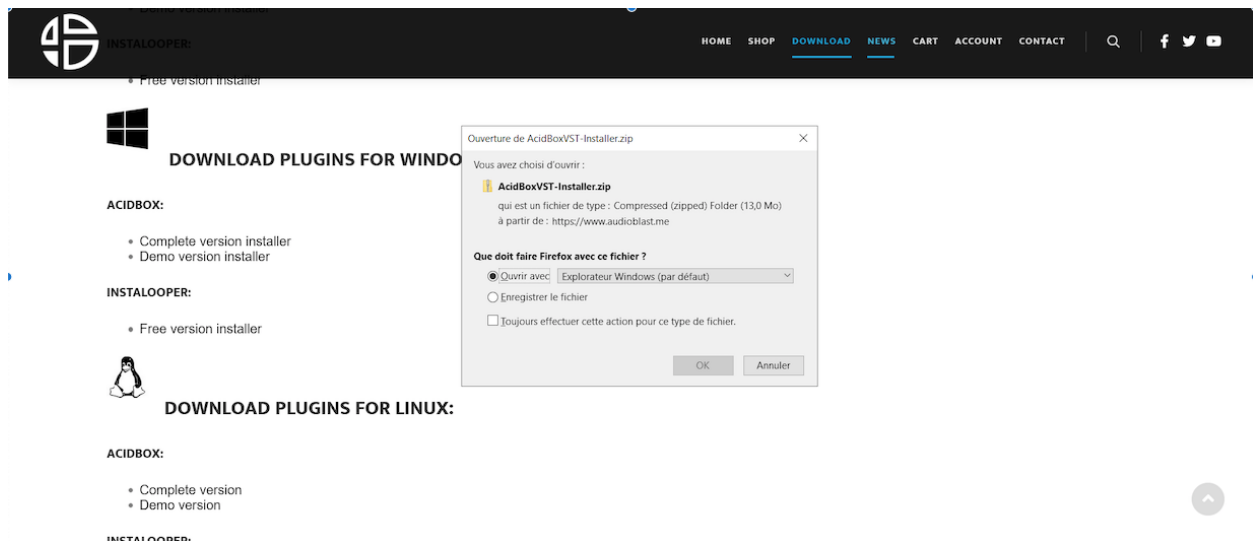 Demo version installer
INSTALOOPER:
HOME SHOP DOWNLOAD NEWS CART ACCOUNT CONTACT
Free version installer
DOWNLOAD PLUGINS FOR WINDO
ACIDBOX:
Complete version installer
Demo version installer
INSTALOOPER:
Free version installer
DOWNLOAD PLUGINS FOR LINUX:
ACIDBOX:
Complete version
Demo version
INSTALOOPER:
Ouverture de AcidBoxVST-Installer.zip
Vous avez choisi d'ouvrir :
AcidBoxVST-Installer.zip
qui est un fichier de type : Compressed (zipped) Folder (13,0 Mo)
à partir de : https://www.audioblast.me
Que doit faire Firefox avec ce fichier ?
Ouvrir avec Explorateur Windows (par défaut)
Enregistrer le fichier
Toujours effectuer cette action pour ce type de fichier.
OK Annuler